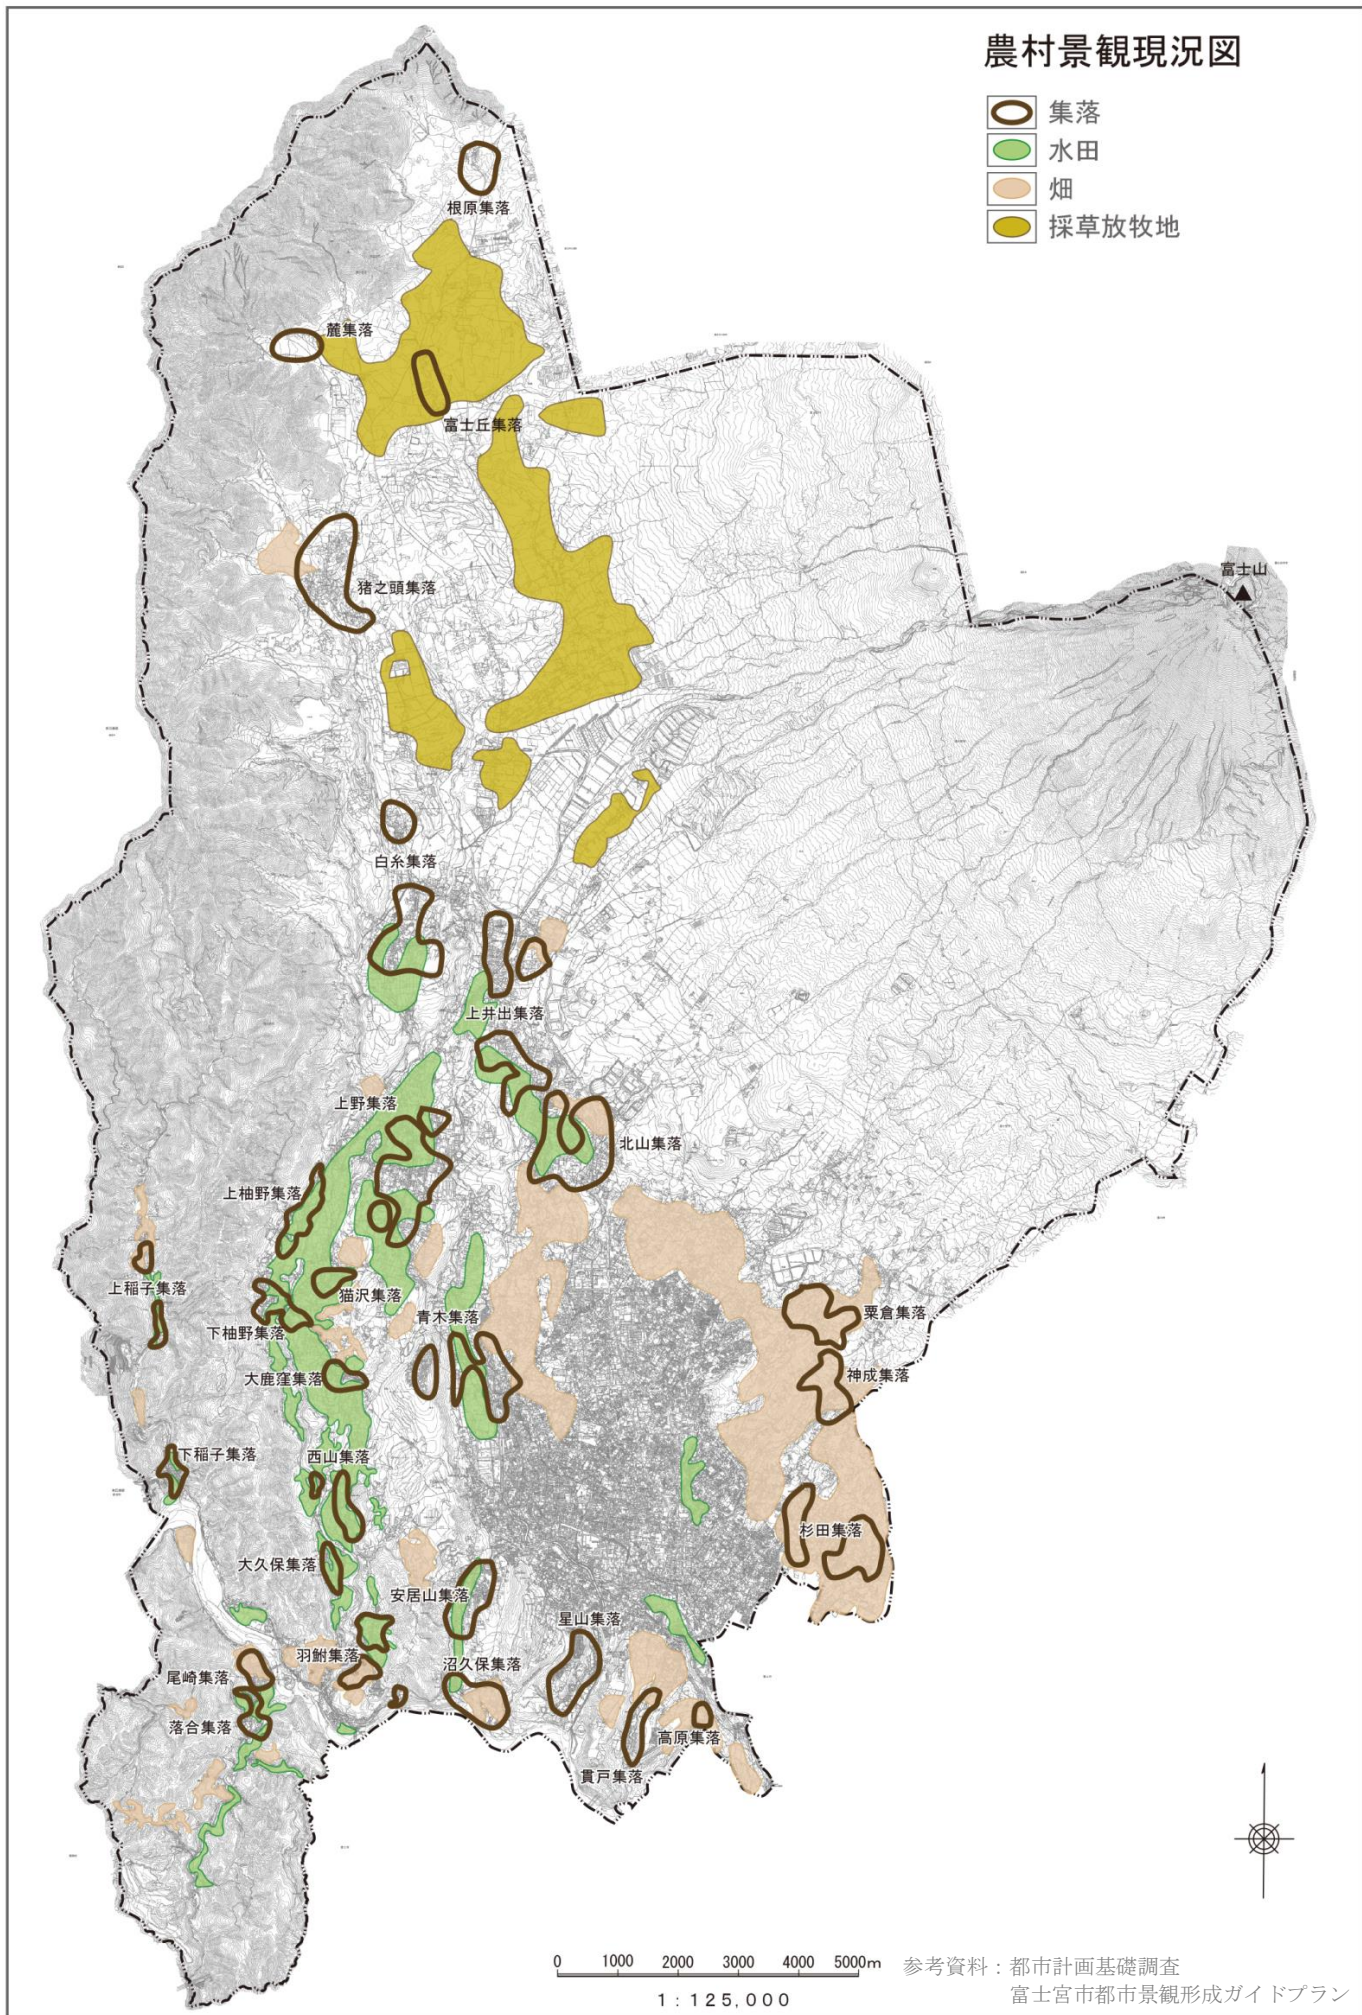 農村景観現況図
集落
水田
畑
採草放牧地
根原集落
麓集落
富士丘集落
富士山
猪之頭集落
白糸集落
上井出集落
上野集落
北山集落
上柚野集落
上稲子集落
猫沢集落
青木集落
粟倉集落
下柚野集落
大鹿窪集落
神成集落
下稲子集落
西山集落
杉田集落
大久保集落
安居山集落
星山集落
羽鮒集落
沼久保集落
尾崎集落
落合集落
高原集落
貫戸集落
0 1000 2000 3000 4000 5000m
1:125,000
参考資料:都市計画基礎調査
富士宮市都市景観形成ガイドプラン